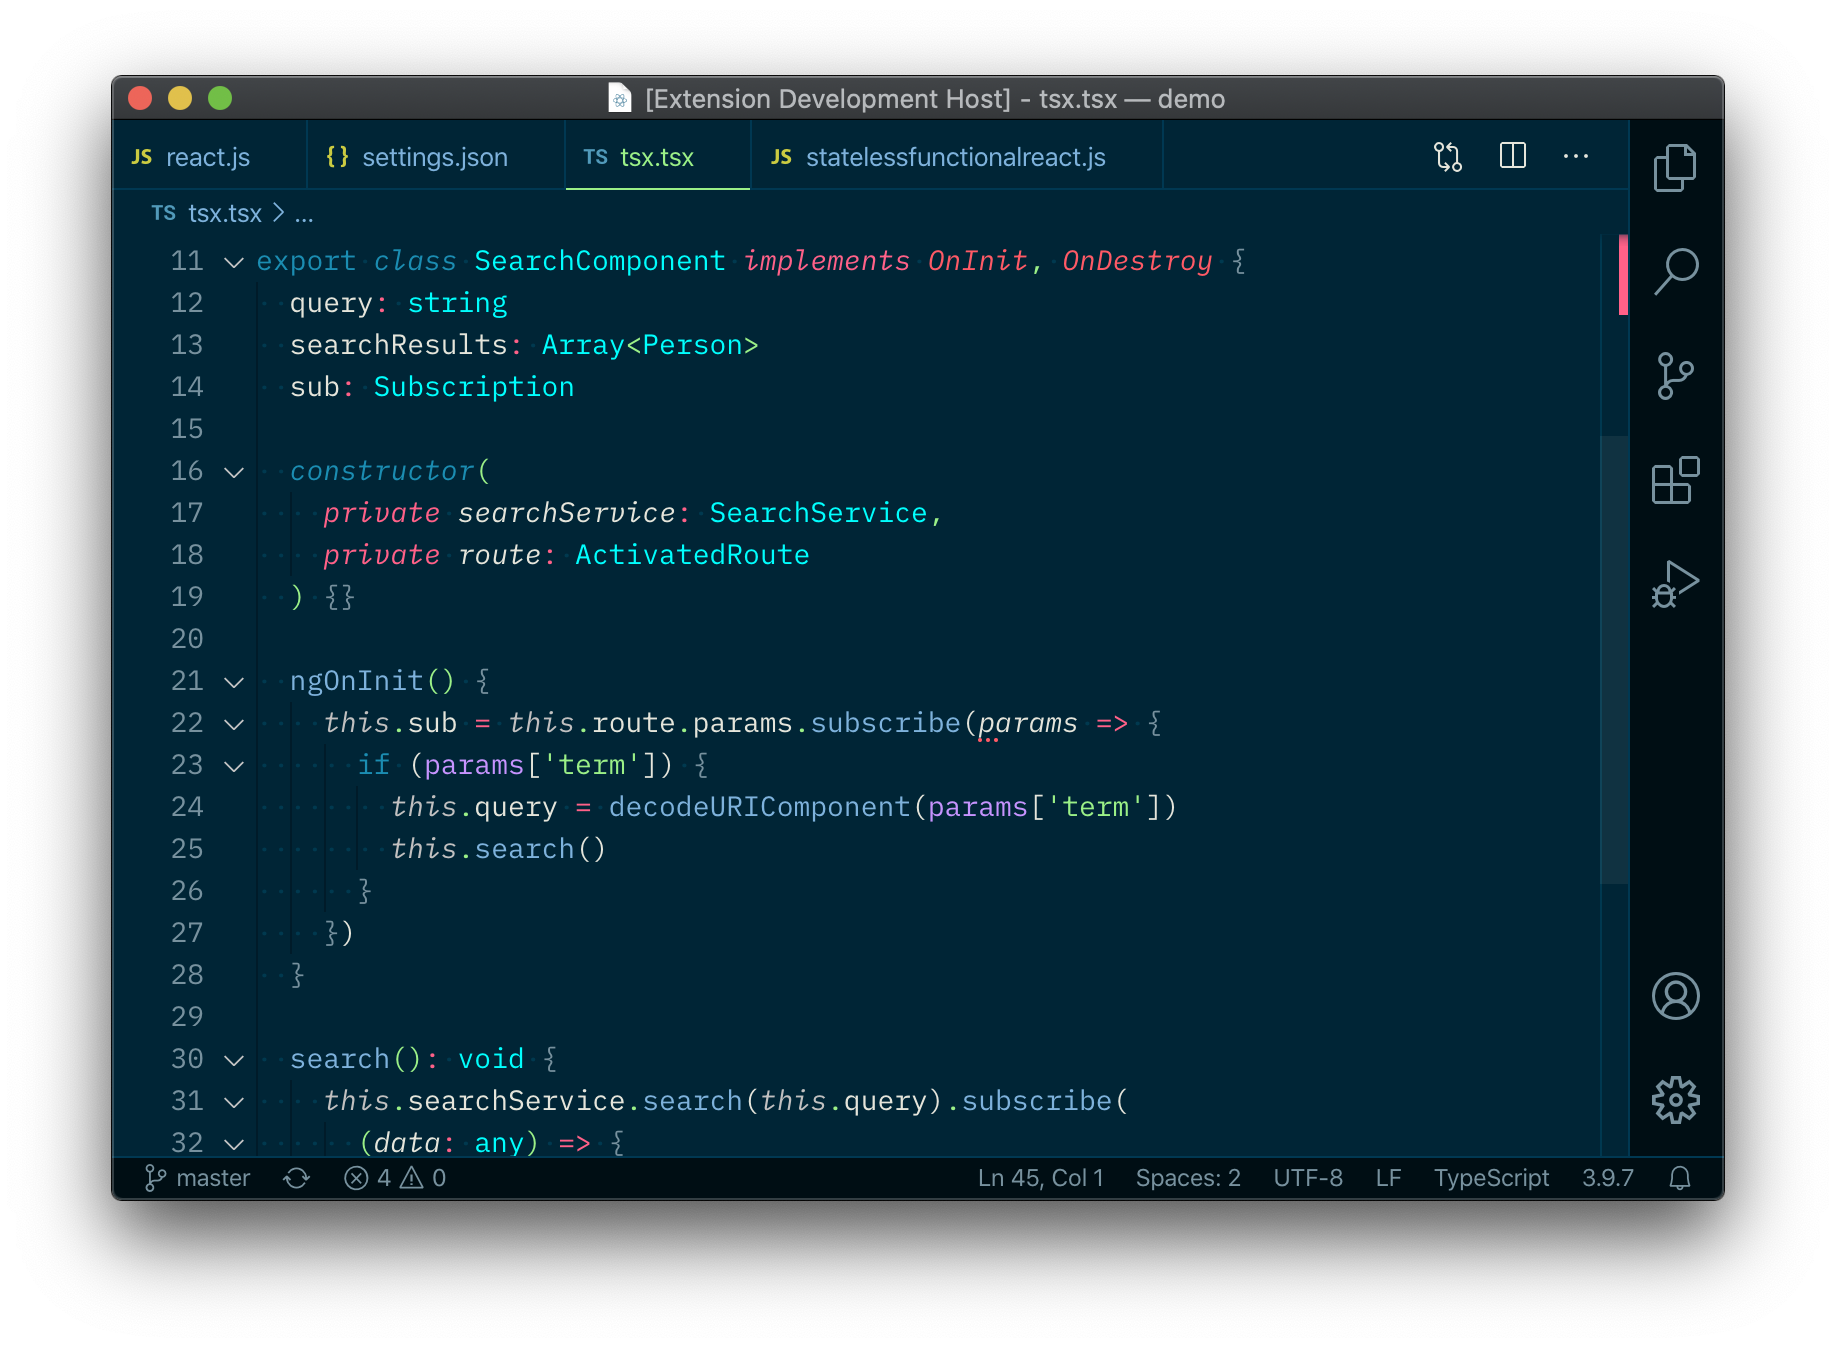 [Extension Development Host] - tsx.tsx — demo
JS react.js {} settings.json TS tsx.tsx JS statelessfunctionalreact.js ...
TS tsx.tsx > ...
11 export class SearchComponent implements OnInit, OnDestroy {
12 query: string
13 searchResults: Array<Person>
14 sub: Subscription
15
16 constructor(
17 private searchService: SearchService,
18 private route: ActivatedRoute
19 ) {}
20
21 ngOnInit() {
22 this.sub = this.route.params.subscribe(params => {
23 if (params['term']) {
24 this.query = decodeURIComponent(params['term'])
25 this.search()
26 }
27 })
28 }
29
30 search(): void {
31 this.searchService.search(this.query).subscribe(
32 (data: any) => {
master 4 0 Ln 45, Col 1 Spaces: 2 UTF-8 LF TypeScript 3.9.7